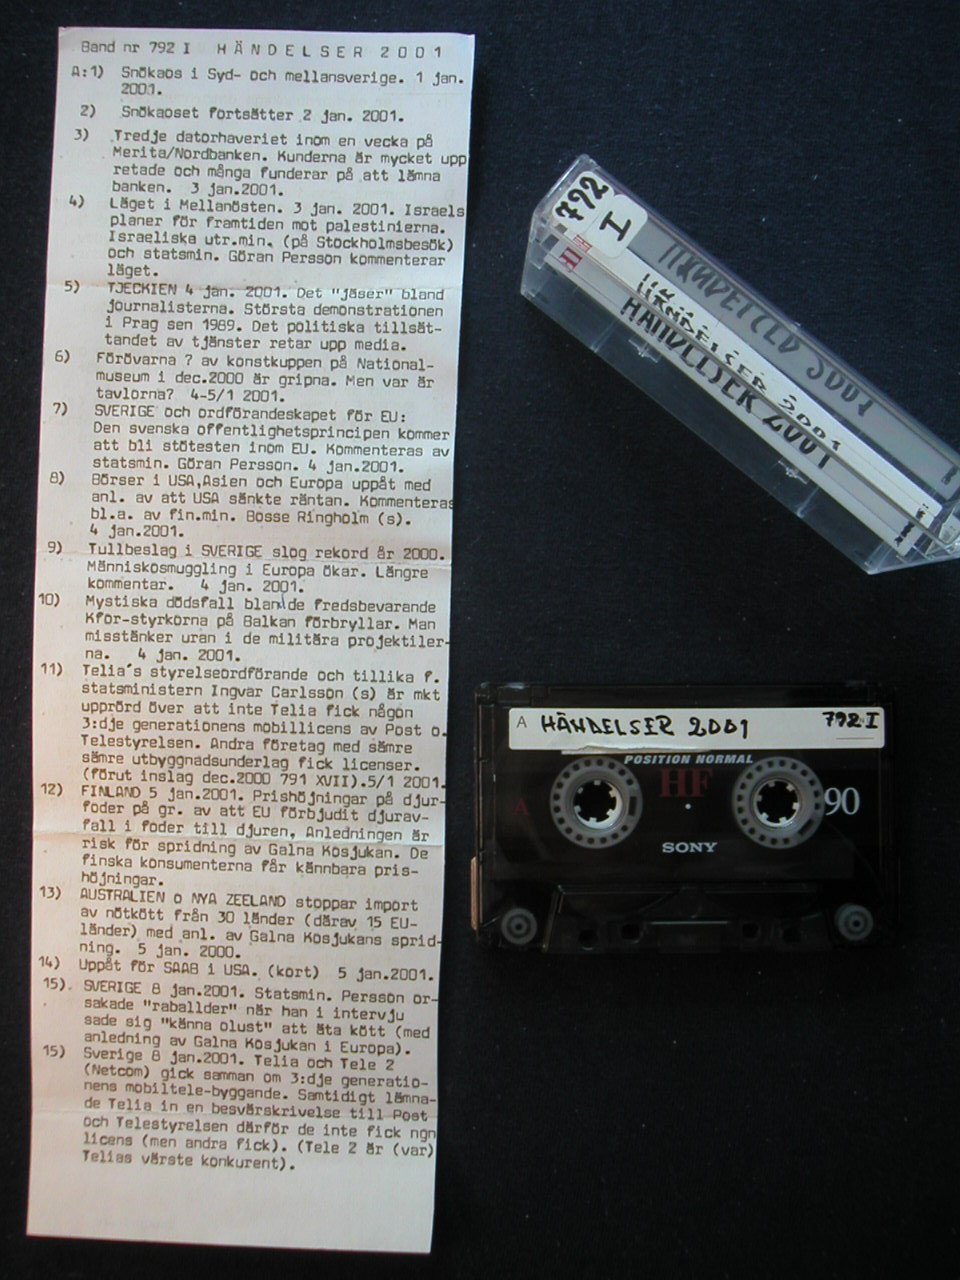 Band nr 792 I HÄNDELSER 2001
A:1) Snökaos i Syd- och mellansverige. 1 jan.
2001.
2) Snökaoset fortsätter 2 jan. 2001.
3) Tredje datorhaveriet inom en vecka på
Merita/Nordbanken. Kunderna är mycket upp
retade och många funderar på att lämna
banken. 3 jan.2001.
4) Läget i Mellanösten. 3 jan. 2001. Israels
planer för framtiden mot palestinierna.
Israeliska utr.min. (på Stockholmsbesök)
och statsmin. Göran Persson kommenterar
läget.
5) TJECKIEN 4 jan. 2001. Det "jäser" bland
journalisterna. Största demonstrationen
i Prag sen 1989. Det politiska tillsät-
tandet av tjänster retar upp media.
6) Förövarna ? av konstkuppen på National-
museum i dec.2000 är gripna. Men var är
tavlorna? 4-5/1 2001.
7) SVERIGE och ordförandeskapet för EU:
Den svenska offentlighetsprincipen kommer
att bli stötesten inom EU. Kommenteras av
statsmin. Göran Persson. 4 jan.2001.
8) Börser i USA,Asien och Europa uppåt med
anl. av att USA sänkte räntan. Kommenteras
bl.a. av fin.min. Bosse Ringholm (s).
4 jan.2001.
9) Tullbeslag i SVERIGE slog rekord år 2000.
Människosmuggling i Europa ökar. Längre
kommentar. 4 jan. 2001.
10) Mystiska dödsfall bland de fredsbevarande
Kfor-styrkorna på Balkan förbryllar. Man
misstänker uran i de militära projektiler-
na. 4 jan. 2001.
11) Telia's styrelseordförande och tillika f.
statsministern Ingvar Carlsson (s) är mkt
upprörd över att inte Telia fick någon
3:dje generationens mobillicens av Post o.
Telestyrelsen. Andra företag med sämre
sämre utbyggnadsunderlag fick licenser.
(förut inslag dec.2000 791 XVII).5/1 2001.
12) FINLAND 5 jan.2001. Prishöjningar på djur-
foder på gr. av att EU förbjudit djurav-
fall i foder till djuren. Anledningen är
risk för spridning av Galna Kosjukan. De
finska konsumenterna får kännbara pris-
höjningar.
13) AUSTRALIEN O NYA ZEELAND stoppar import
av nötkött från 30 länder (därav 15 EU-
länder) med anl. av Galna Kosjukans sprid-
ning. 5 jan. 2000.
14) Uppåt för SAAB i USA. (kort) 5 jan.2001.
15). SVERIGE 8 jan.2001. Statsmin. Persson or-
sakade "raballder" när han i intervju
sade sig "känna olust" att äta kött (med
anledning av Galna Kosjukan i Europa).
15) Sverige 8 jan.2001. Telia och Tele 2
(Netcom) gick samman om 3:dje generatio-
nens mobiltele-byggande. Samtidigt lämna-
de Telia in en besvärskrivelse till Post
och Telestyrelsen därför de inte fick ngn
licens (men andra fick). (Tele 2 är (var)
Telias värste konkurent).
792
I
HÄNDELSER 2001
A HÄNDELSER 2001 792 I
POSITION NORMAL
HF
A
90
SONY